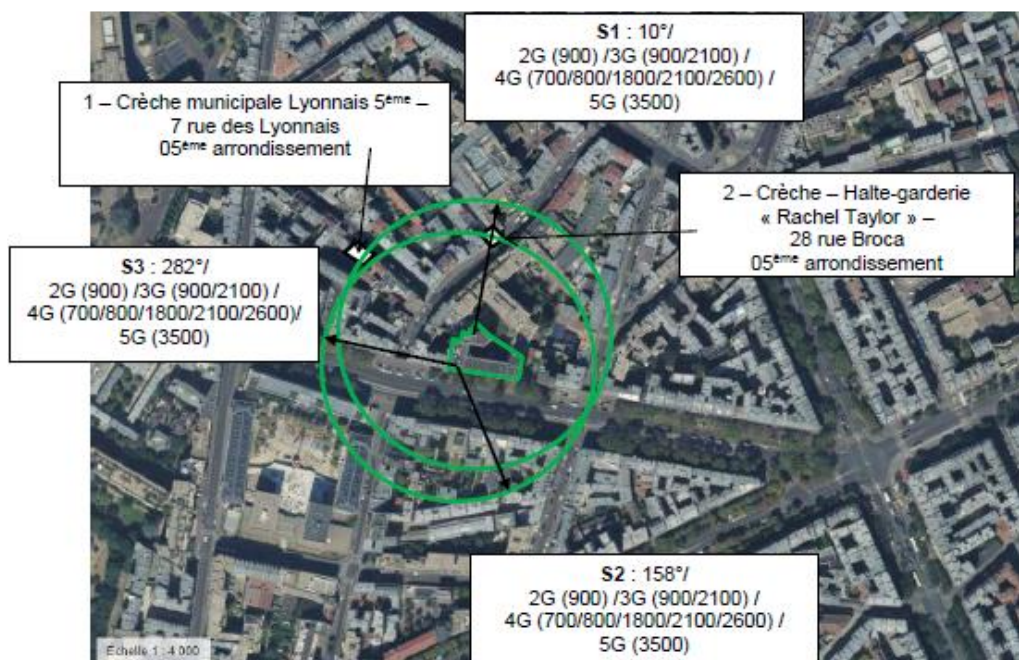 S1 : 10°/
2G (900) /3G (900/2100) /
4G (700/800/1800/2100/2600) /
5G (3500)
1 – Crèche municipale Lyonnais 5ème –
7 rue des Lyonnais
05ème arrondissement
2 – Crèche – Halte-garderie
« Rachel Taylor » –
28 rue Broca
05ème arrondissement
S3 : 282°/
2G (900) /3G (900/2100) /
4G (700/800/1800/2100/2600)/
5G (3500)
S2 : 158°/
2G (900) /3G (900/2100) /
4G (700/800/1800/2100/2600) /
5G (3500)
Echelle 1 : 4 000